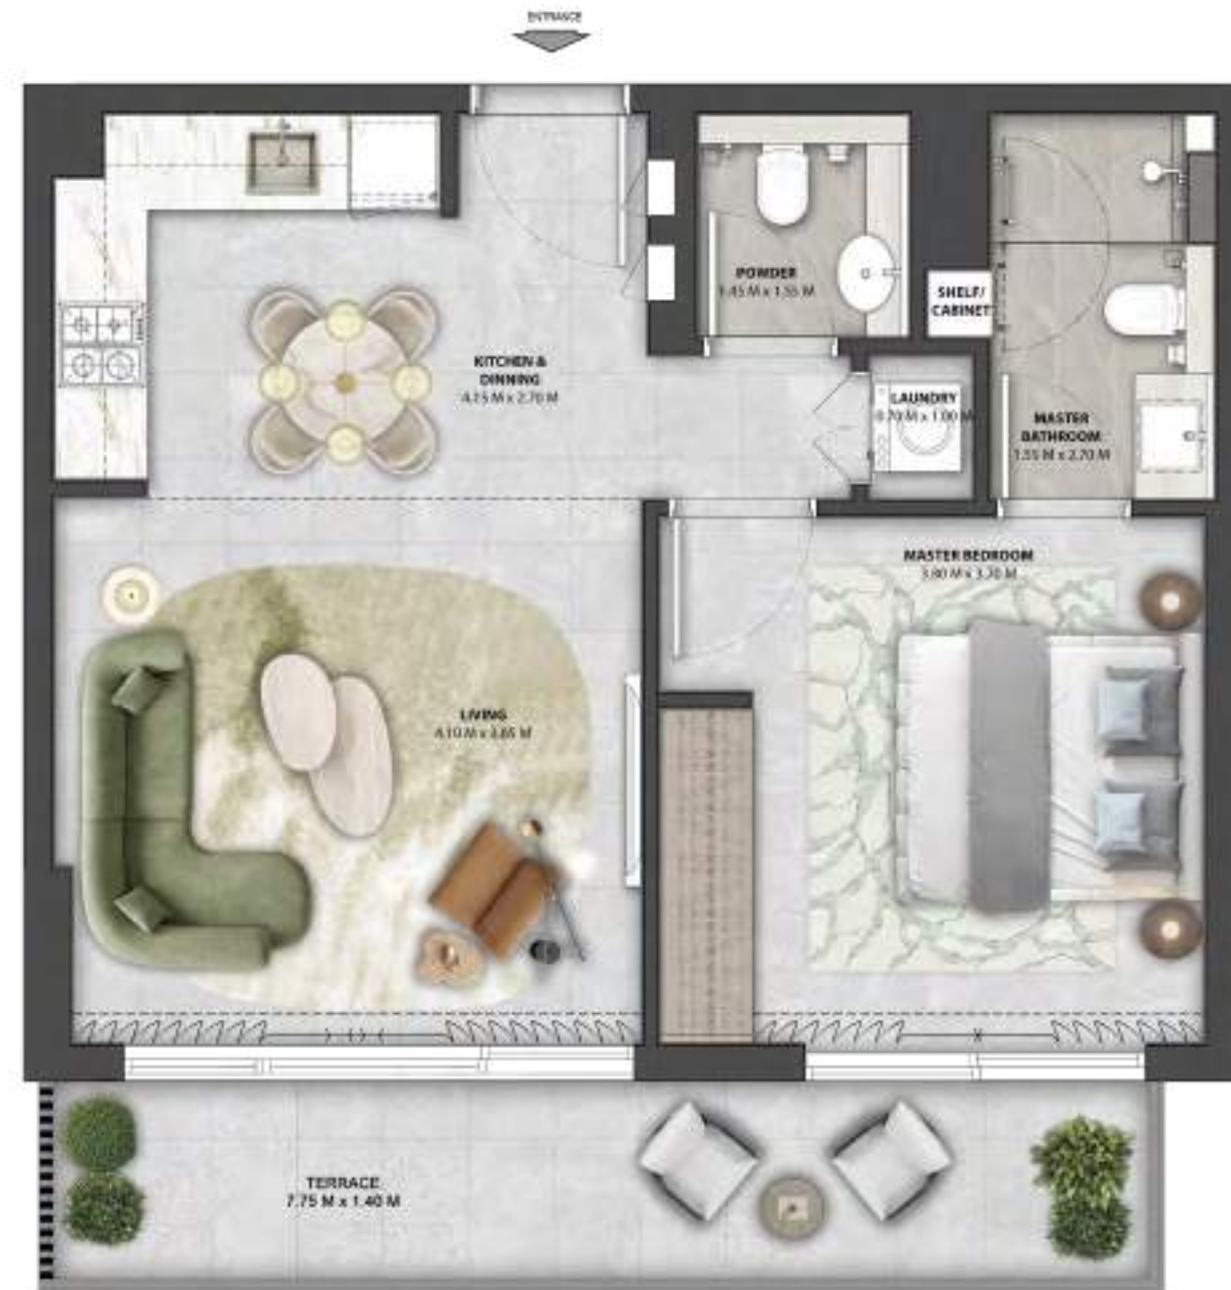 ENTRANCE
POWDER
1.45 M x 1.55 M
SHELF/
CABINET
KITCHEN &
DINNING
4.15 M x 2.70 M
LAUNDRY
0.70 M x 1.00 M
MASTER
BATHROOM
1.55 M x 2.70 M
MASTER BEDROOM
3.80 M x 3.70 M
LIVING
4.10 M x 3.85 M
TERRACE
7.75 M x 1.40 M